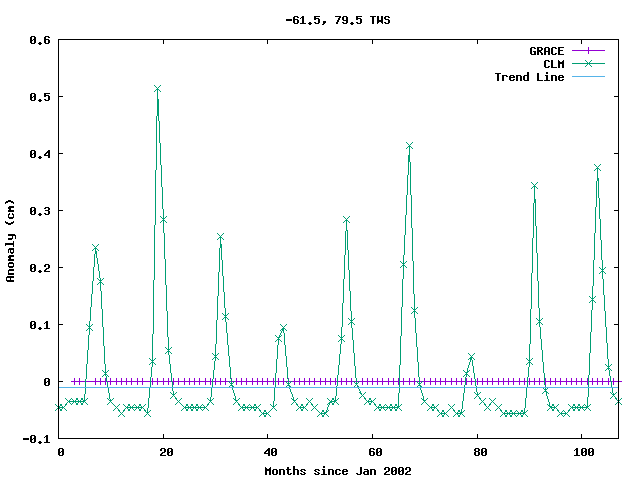 -61.5, 79.5 TWS
GRACE
CLM
Trend Line
0.6
0.5
0.4
0.3
0.2
0.1
0
-0.1
Anomaly (cm)
0 20 40 60 80 100
Months since Jan 2002